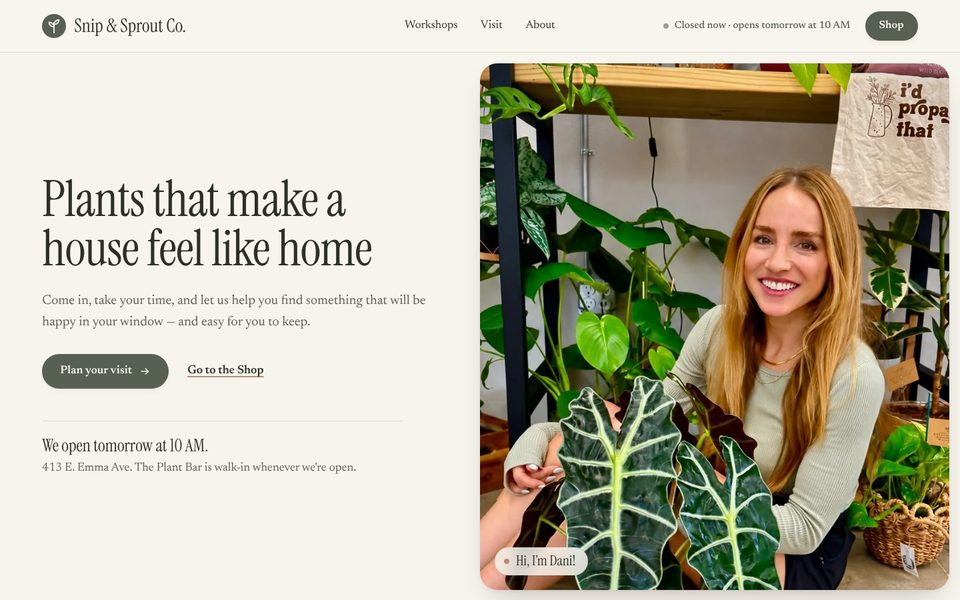 Snip & Sprout Co.
Workshops
Visit
About
Closed now · opens tomorrow at 10 AM
Shop
Plants that make a
house feel like home
Come in, take your time, and let us help you find something that will be
happy in your window — and easy for you to keep.
Plan your visit →
Go to the Shop
We open tomorrow at 10 AM.
413 E. Emma Ave. The Plant Bar is walk-in whenever we're open.
i'd
propa
that
Hi, I'm Dani!